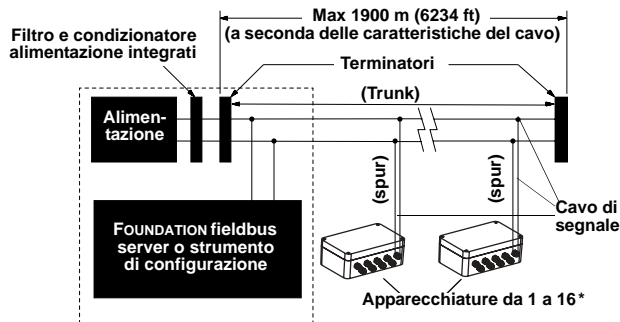 Max 1900 m (6234 ft)
(a seconda delle caratteristiche del cavo)
Filtro e condizionatore
alimentazione integrati
Terminatori
(Trunk)
Alimen-
tazione
(spur)
(spur)
Cavo di
segnale
FOUNDATION fieldbus
server o strumento
di configurazione
Apparecchiature da 1 a 16*